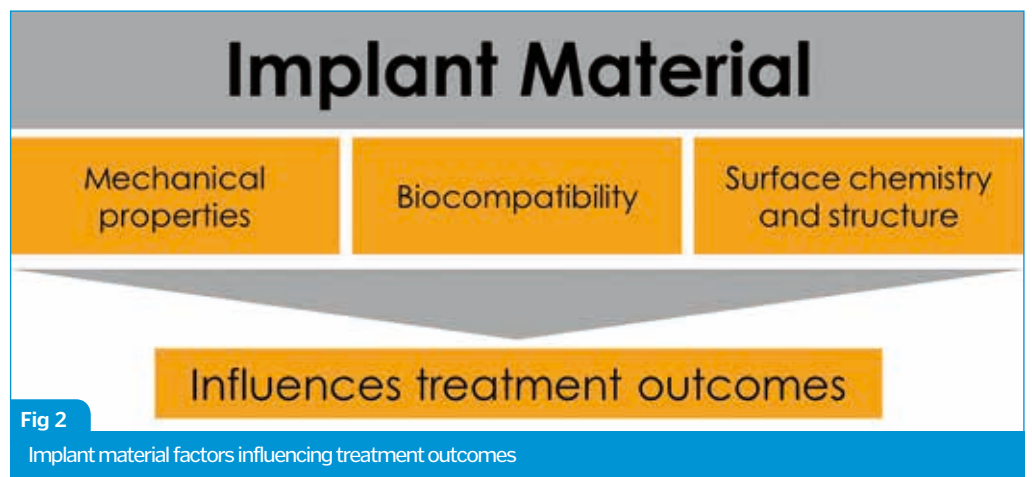 Implant Material
Mechanical
properties
Biocompatibility
Surface chemistry
and structure
Influences treatment outcomes
Fig 2
Implant material factors influencing treatment outcomes